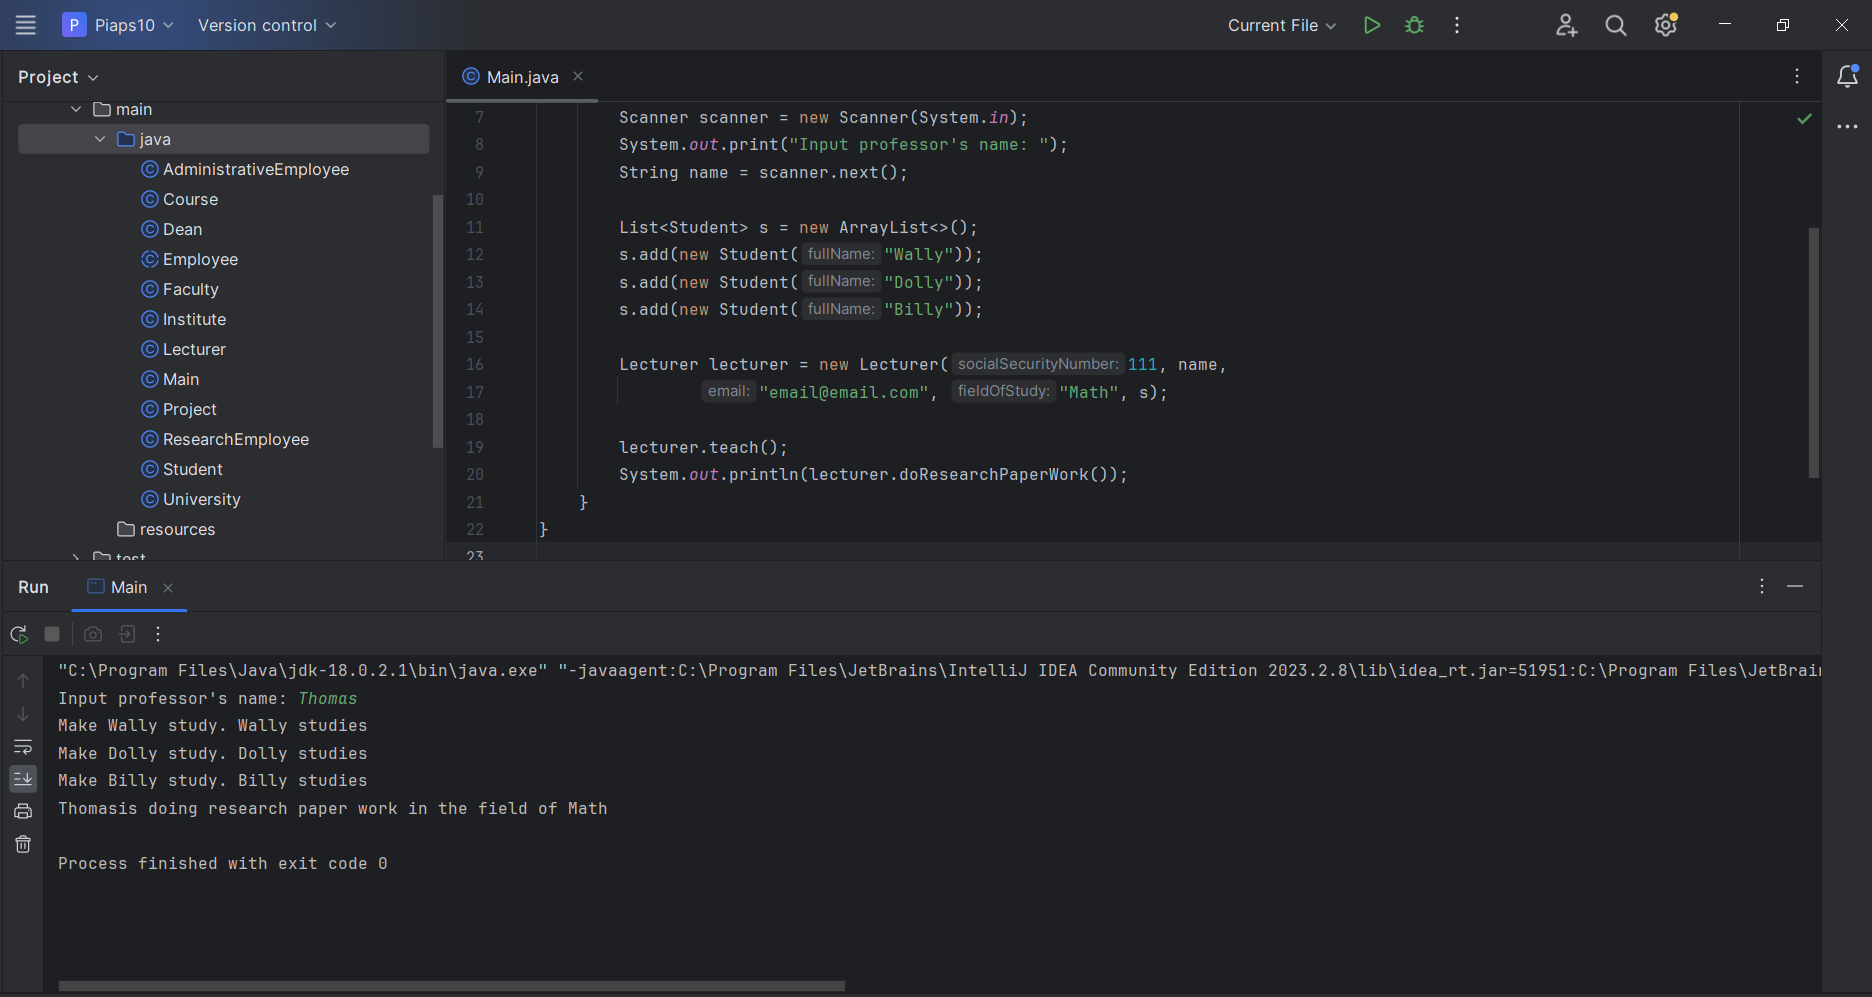 P Piaps10 Version control Current File
Project
Main.java
main
java
AdministrativeEmployee
Course
Dean
Employee
Faculty
Institute
Lecturer
Main
Project
ResearchEmployee
Student
University
resources
test
7 Scanner scanner = new Scanner(System.in);
8 System.out.print("Input professor's name: ");
9 String name = scanner.next();
10
11 List<Student> s = new ArrayList<>();
12 s.add(new Student( fullName: "Wally"));
13 s.add(new Student( fullName: "Dolly"));
14 s.add(new Student( fullName: "Billy"));
15
16 Lecturer lecturer = new Lecturer( socialSecurityNumber: 111, name,
17 email: "email@email.com", fieldOfStudy: "Math", s);
18
19 lecturer.teach();
20 System.out.println(lecturer.doResearchPaperWork());
21 }
22 }
23
Run Main
"C:\Program Files\Java\jdk-18.0.2.1\bin\java.exe" "-javaagent:C:\Program Files\JetBrains\IntelliJ IDEA Community Edition 2023.2.8\lib\idea_rt.jar=51951:C:\Program Files\JetBrain
Input professor's name: Thomas
Make Wally study. Wally studies
Make Dolly study. Dolly studies
Make Billy study. Billy studies
Thomasis doing research paper work in the field of Math
Process finished with exit code 0